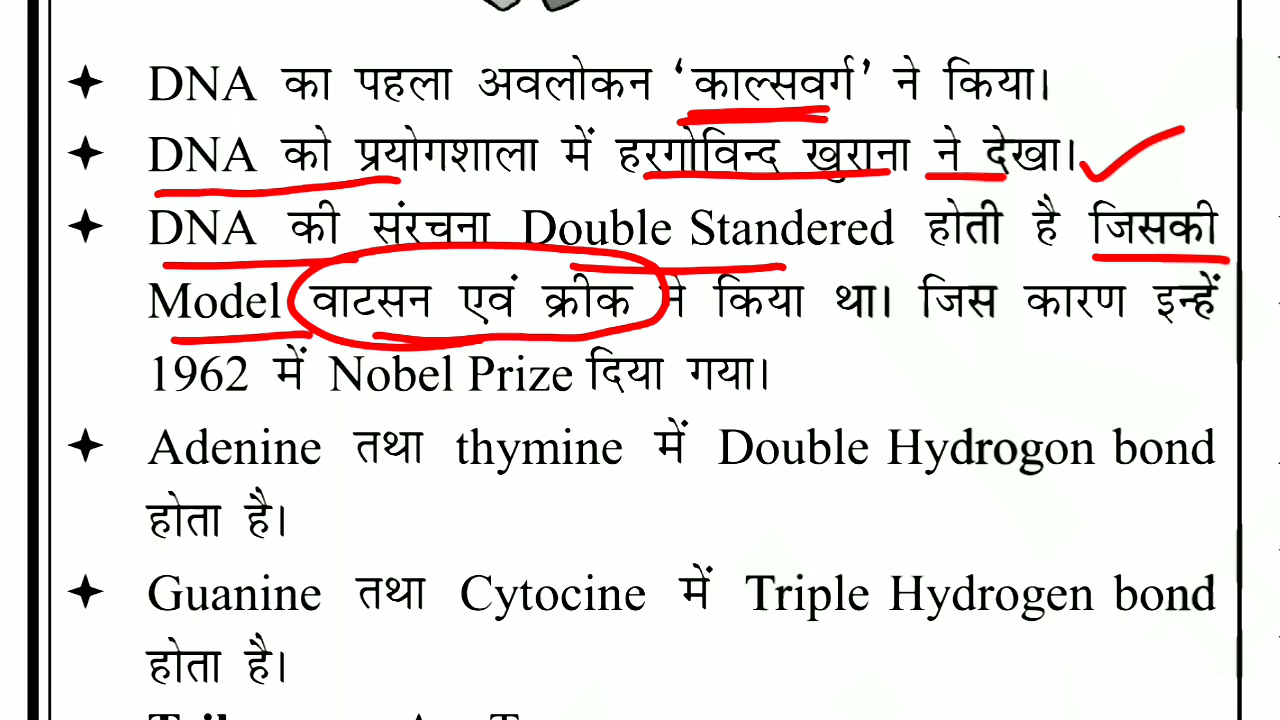 ✦ DNA का पहला अवलोकन ‘काल्सवर्ग’ ने किया।
✦ DNA को प्रयोगशाला में हरगोविन्द खुराना ने देखा।
✦ DNA की संरचना Double Standered होती है जिसकी
Model वाटसन एवं क्रीक ने किया था। जिस कारण इन्हें
1962 में Nobel Prize दिया गया।
✦ Adenine तथा thymine में Double Hydrogon bond
होता है।
✦ Guanine तथा Cytocine में Triple Hydrogen bond
होता है।